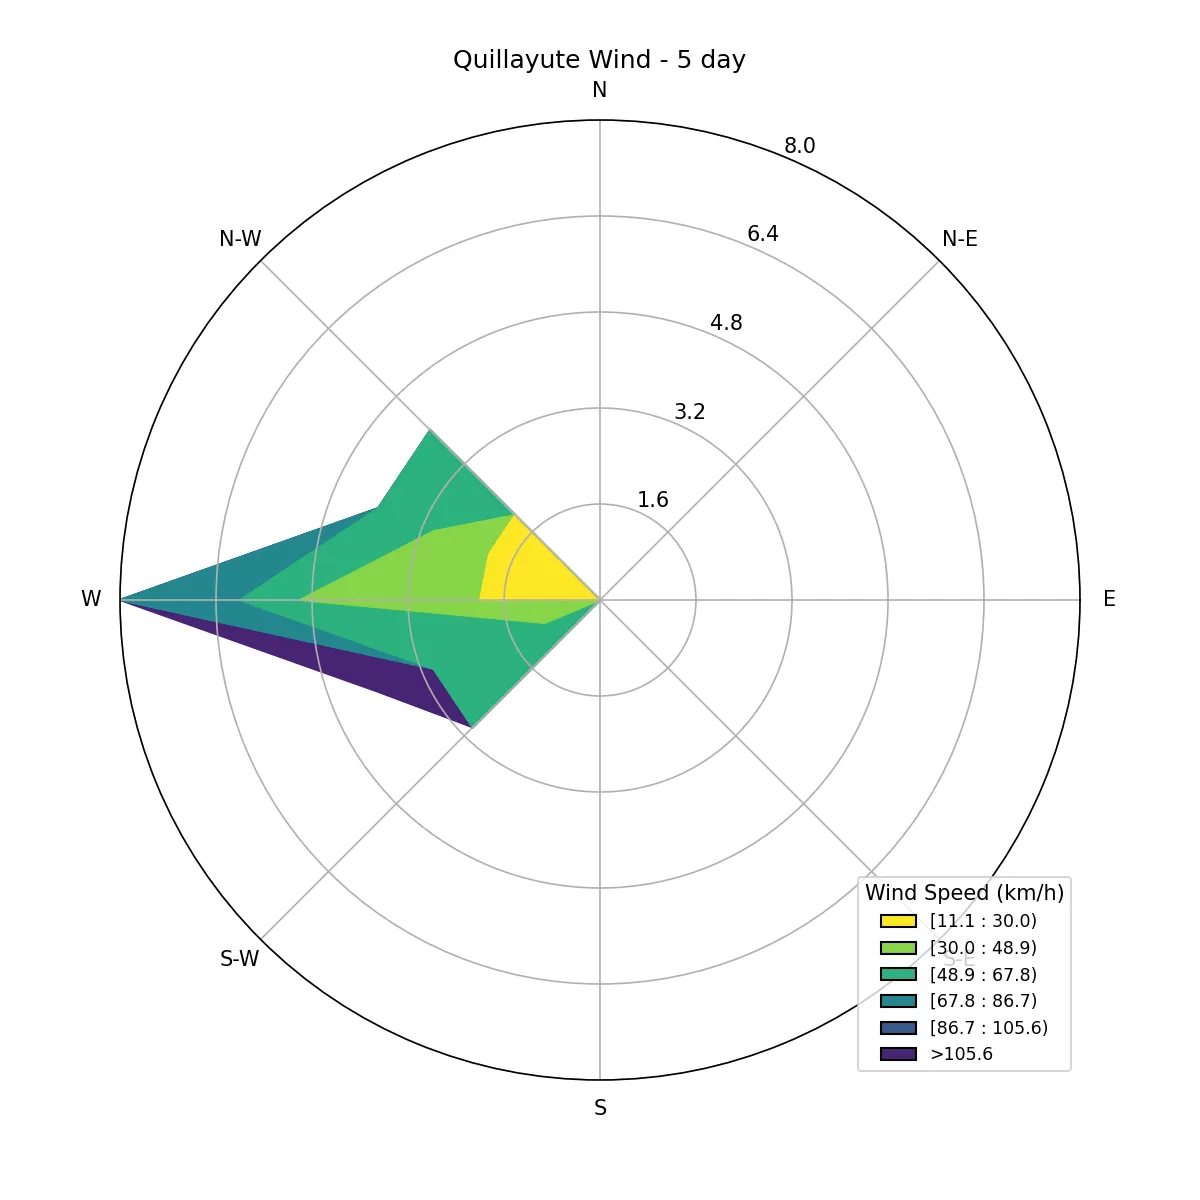 Quillayute Wind - 5 day
N
8.0
N-W
N-E
6.4
4.8
3.2
1.6
W
E
S-W
S-E
S
Wind Speed (km/h)
[11.1 : 30.0)
[30.0 : 48.9)
[48.9 : 67.8)
[67.8 : 86.7)
[86.7 : 105.6)
>105.6